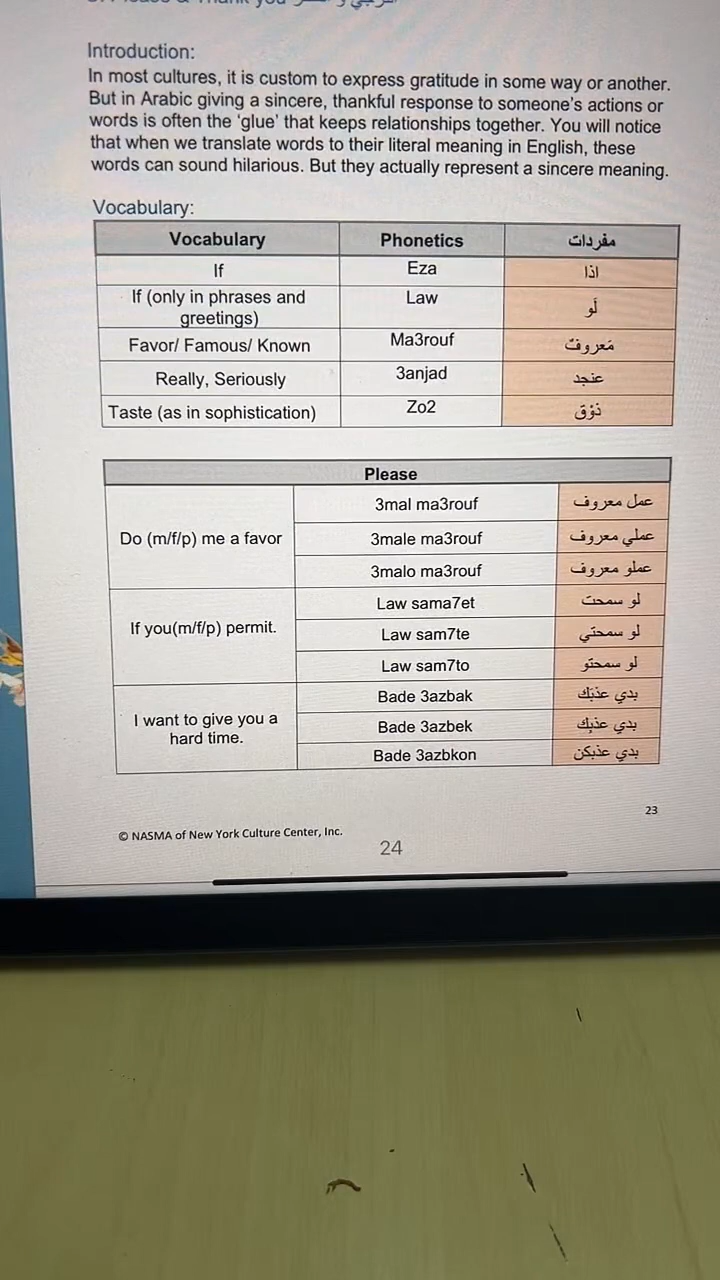 Introduction:
In most cultures, it is custom to express gratitude in some way or another.
But in Arabic giving a sincere, thankful response to someone's actions or
words is often the 'glue' that keeps relationships together. You will notice
that when we translate words to their literal meaning in English, these
words can sound hilarious. But they actually represent a sincere meaning.
Vocabulary:
Vocabulary Phonetics مفردات
If Eza اذا
If (only in phrases and
greetings) Law لَو
Favor/ Famous/ Known Ma3rouf مَعروفْ
Really, Seriously 3anjad عنجد
Taste (as in sophistication) Zo2 ذَوْقْ
Please
3mal ma3rouf عمل معروف
Do (m/f/p) me a favor 3male ma3rouf عملي معروف
3malo ma3rouf عملو معروف
Law sama7et لو سمحت
If you(m/f/p) permit. Law sam7te لو سمحتي
Law sam7to لو سمحتو
Bade 3azbak بدي عذبَك
I want to give you a
hard time. Bade 3azbek بدي عذبِك
Bade 3azbkon بدي عذبكن
23
© NASMA of New York Culture Center, Inc.
24